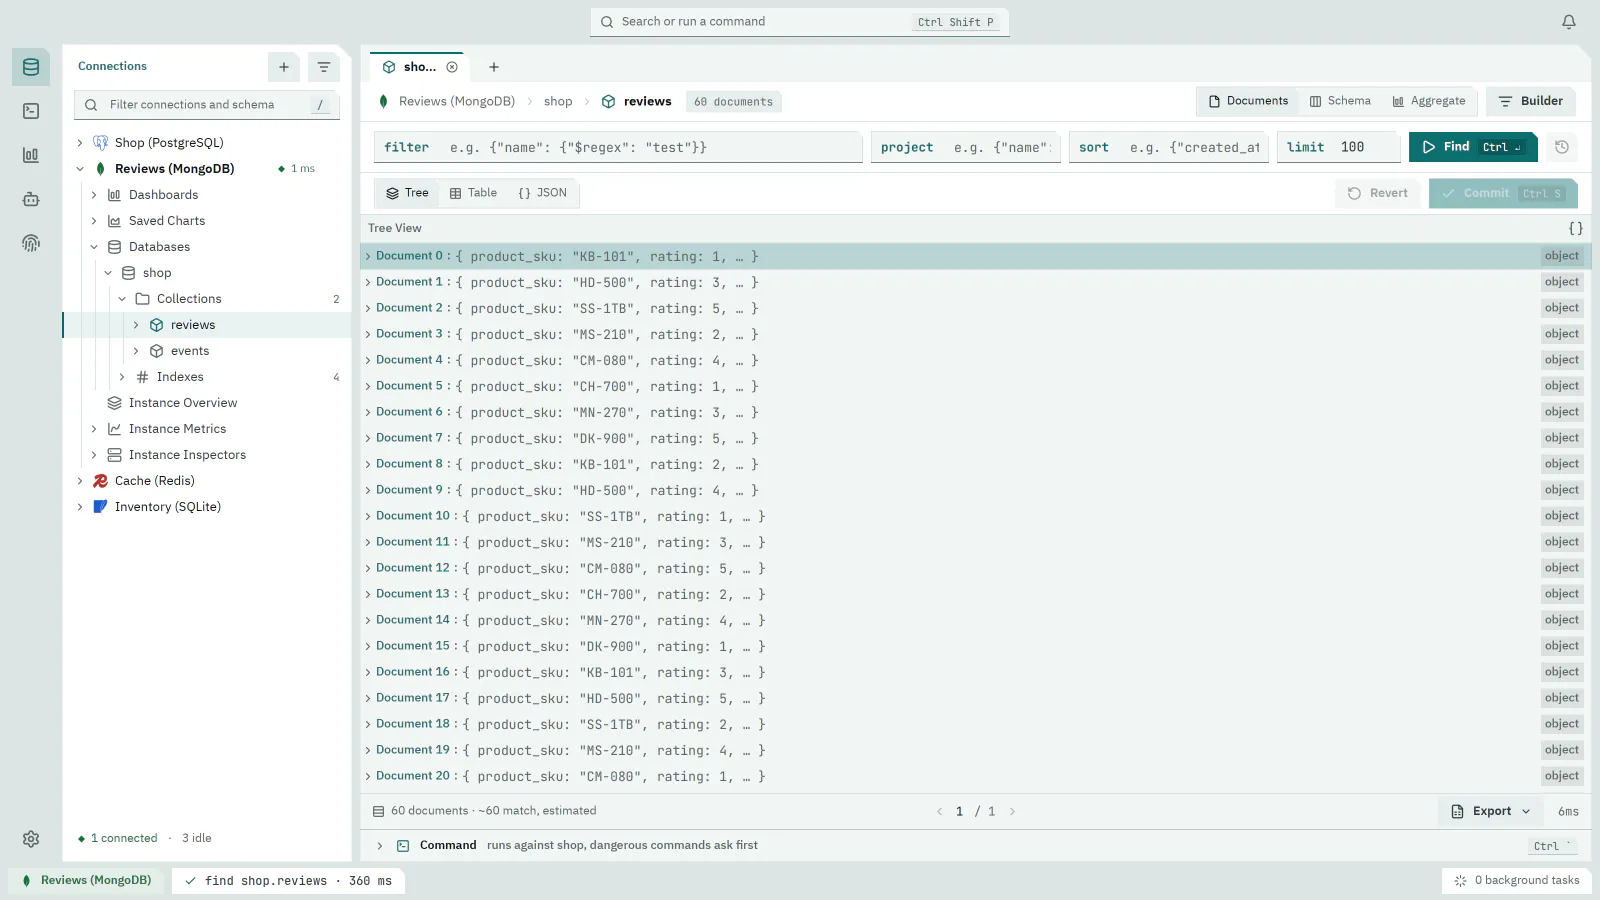 Search or run a command Ctrl Shift P
Connections
Filter connections and schema /
Shop (PostgreSQL)
Reviews (MongoDB) 1 ms
Dashboards
Saved Charts
Databases
shop
Collections 2
reviews
events
Indexes 4
Instance Overview
Instance Metrics
Instance Inspectors
Cache (Redis)
Inventory (SQLite)
1 connected · 3 idle
sho...
Reviews (MongoDB) shop reviews 60 documents
Documents Schema Aggregate Builder
filter e.g. {"name": {"$regex": "test"}}
project e.g. {"name":
sort e.g. {"created_at
limit 100
Find Ctrl ↵
Tree Table {} JSON
Revert Commit Ctrl S
Tree View {}
Document 0 : { product_sku: "KB-101", rating: 1, … } object
Document 1 : { product_sku: "HD-500", rating: 3, … } object
Document 2 : { product_sku: "SS-1TB", rating: 5, … } object
Document 3 : { product_sku: "MS-210", rating: 2, … } object
Document 4 : { product_sku: "CM-080", rating: 4, … } object
Document 5 : { product_sku: "CH-700", rating: 1, … } object
Document 6 : { product_sku: "MN-270", rating: 3, … } object
Document 7 : { product_sku: "DK-900", rating: 5, … } object
Document 8 : { product_sku: "KB-101", rating: 2, … } object
Document 9 : { product_sku: "HD-500", rating: 4, … } object
Document 10 : { product_sku: "SS-1TB", rating: 1, … } object
Document 11 : { product_sku: "MS-210", rating: 3, … } object
Document 12 : { product_sku: "CM-080", rating: 5, … } object
Document 13 : { product_sku: "CH-700", rating: 2, … } object
Document 14 : { product_sku: "MN-270", rating: 4, … } object
Document 15 : { product_sku: "DK-900", rating: 1, … } object
Document 16 : { product_sku: "KB-101", rating: 3, … } object
Document 17 : { product_sku: "HD-500", rating: 5, … } object
Document 18 : { product_sku: "SS-1TB", rating: 2, … } object
Document 19 : { product_sku: "MS-210", rating: 4, … } object
Document 20 : { product_sku: "CM-080", rating: 1, … } object
60 documents · ~60 match, estimated
1 / 1
Export 6ms
Command runs against shop, dangerous commands ask first Ctrl `
Reviews (MongoDB) find shop.reviews · 360 ms
0 background tasks